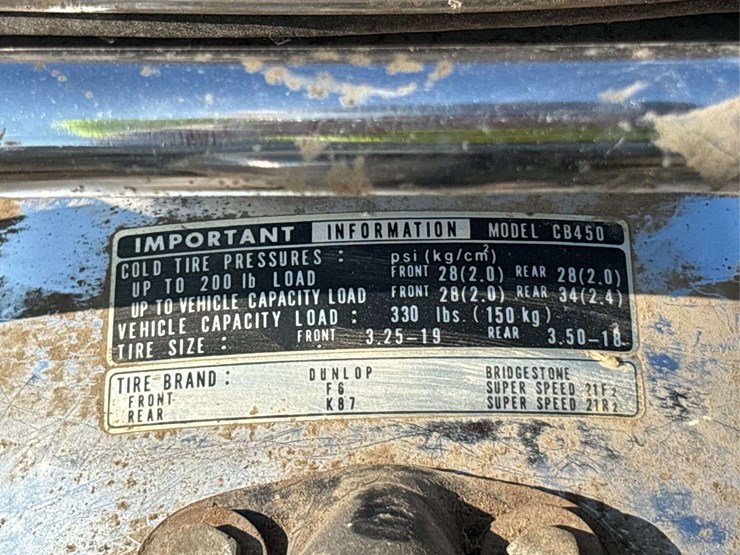 IMPORTANT INFORMATION MODEL CB450
COLD TIRE PRESSURES : psi (kg/cm²)
UP TO 200 lb LOAD FRONT 28(2.0) REAR 28(2.0)
UP TO VEHICLE CAPACITY LOAD FRONT 28(2.0) REAR 34(2.4)
VEHICLE CAPACITY LOAD : 330 lbs. (150 kg)
TIRE SIZE : FRONT 3.25-19 REAR 3.50-18
TIRE BRAND : DUNLOP BRIDGESTONE
FRONT F6 SUPER SPEED 21F2
REAR K87 SUPER SPEED 21R2